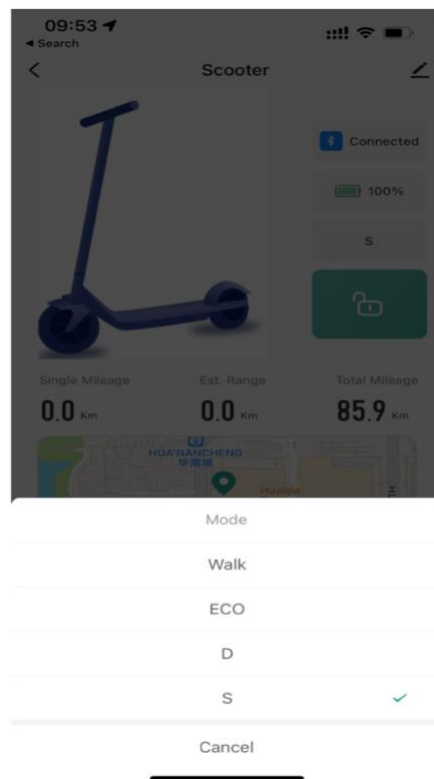 09:53
◄ Search
Scooter
Connected
100%
S
Single Mileage
Est. Range
Total Mileage
0.0 Km
0.0 Km
85.9 Km
HUA'NANCHENG
华南城
Hualijia
Mode
Walk
ECO
D
S
Cancel